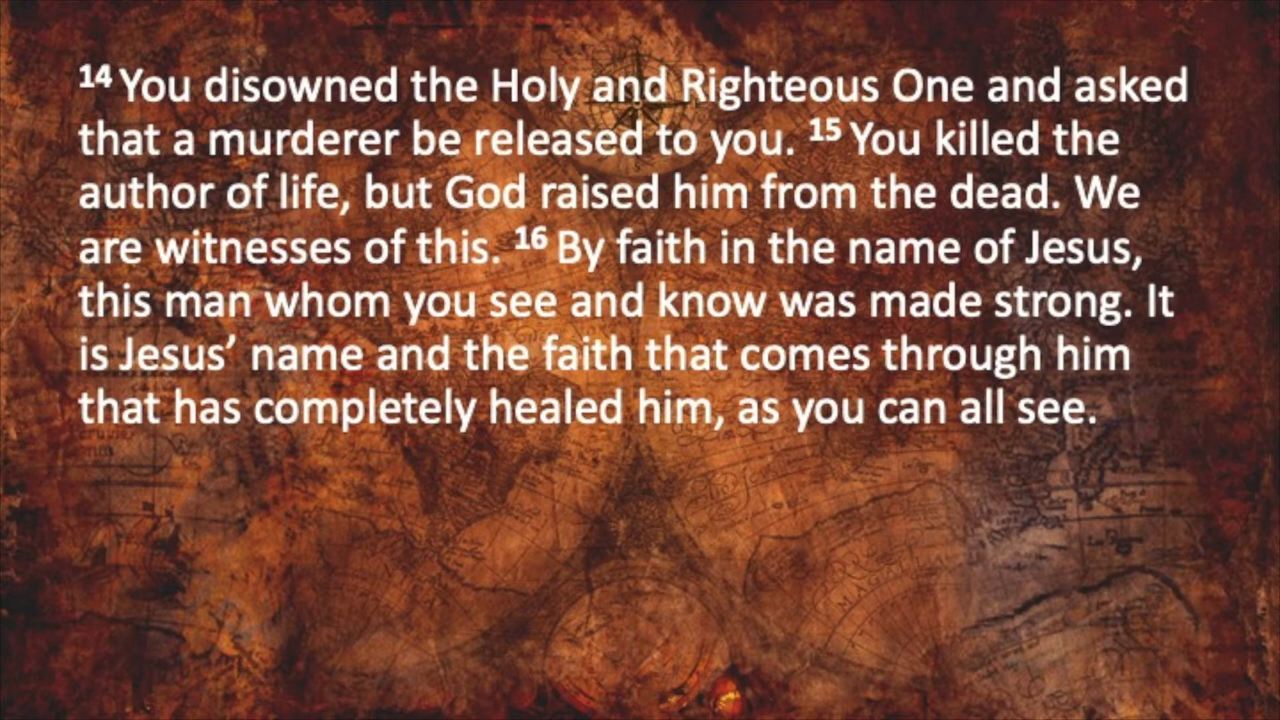 14 You disowned the Holy and Righteous One and asked
that a murderer be released to you. 15 You killed the
author of life, but God raised him from the dead. We
are witnesses of this. 16 By faith in the name of Jesus,
this man whom you see and know was made strong. It
is Jesus’ name and the faith that comes through him
that has completely healed him, as you can all see.